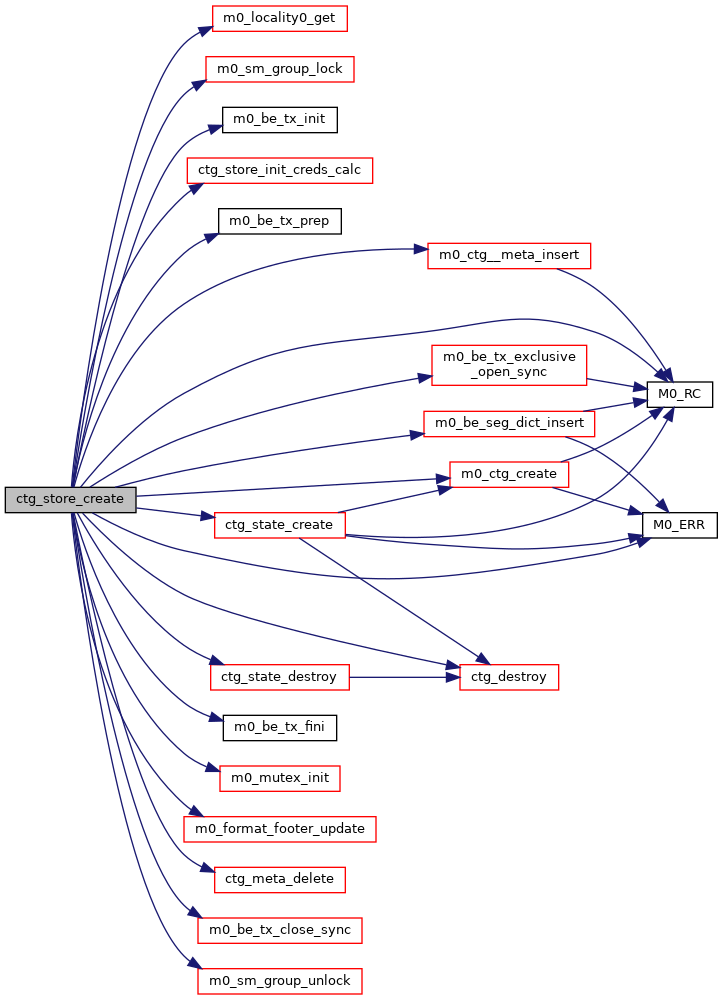 m0_locality0_get
m0_sm_group_lock
m0_be_tx_init
ctg_store_init_creds_calc
m0_be_tx_prep
m0_ctg__meta_insert
m0_be_tx_exclusive
_open_sync
M0_RC
m0_be_seg_dict_insert
m0_ctg_create
ctg_store_create
ctg_state_create
M0_ERR
ctg_state_destroy
ctg_destroy
m0_be_tx_fini
m0_mutex_init
m0_format_footer_update
ctg_meta_delete
m0_be_tx_close_sync
m0_sm_group_unlock